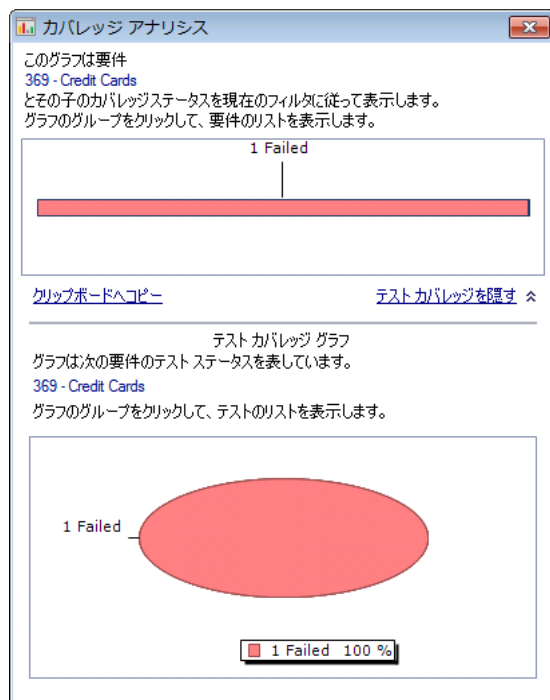 カバレッジ アナリシス
このグラフは要件
369 - Credit Cards
とその子のカバレッジステータスを現在のフィルタに従って表示します。
グラフのグループをクリックして、要件のリストを表示します。
1 Failed
クリップボードへコピー テスト カバレッジを隠す
テスト カバレッジ グラフ
グラフは次の要件のテスト ステータスを表しています。
369 - Credit Cards
グラフのグループをクリックして、テストのリストを表示します。
1 Failed
1 Failed 100 %